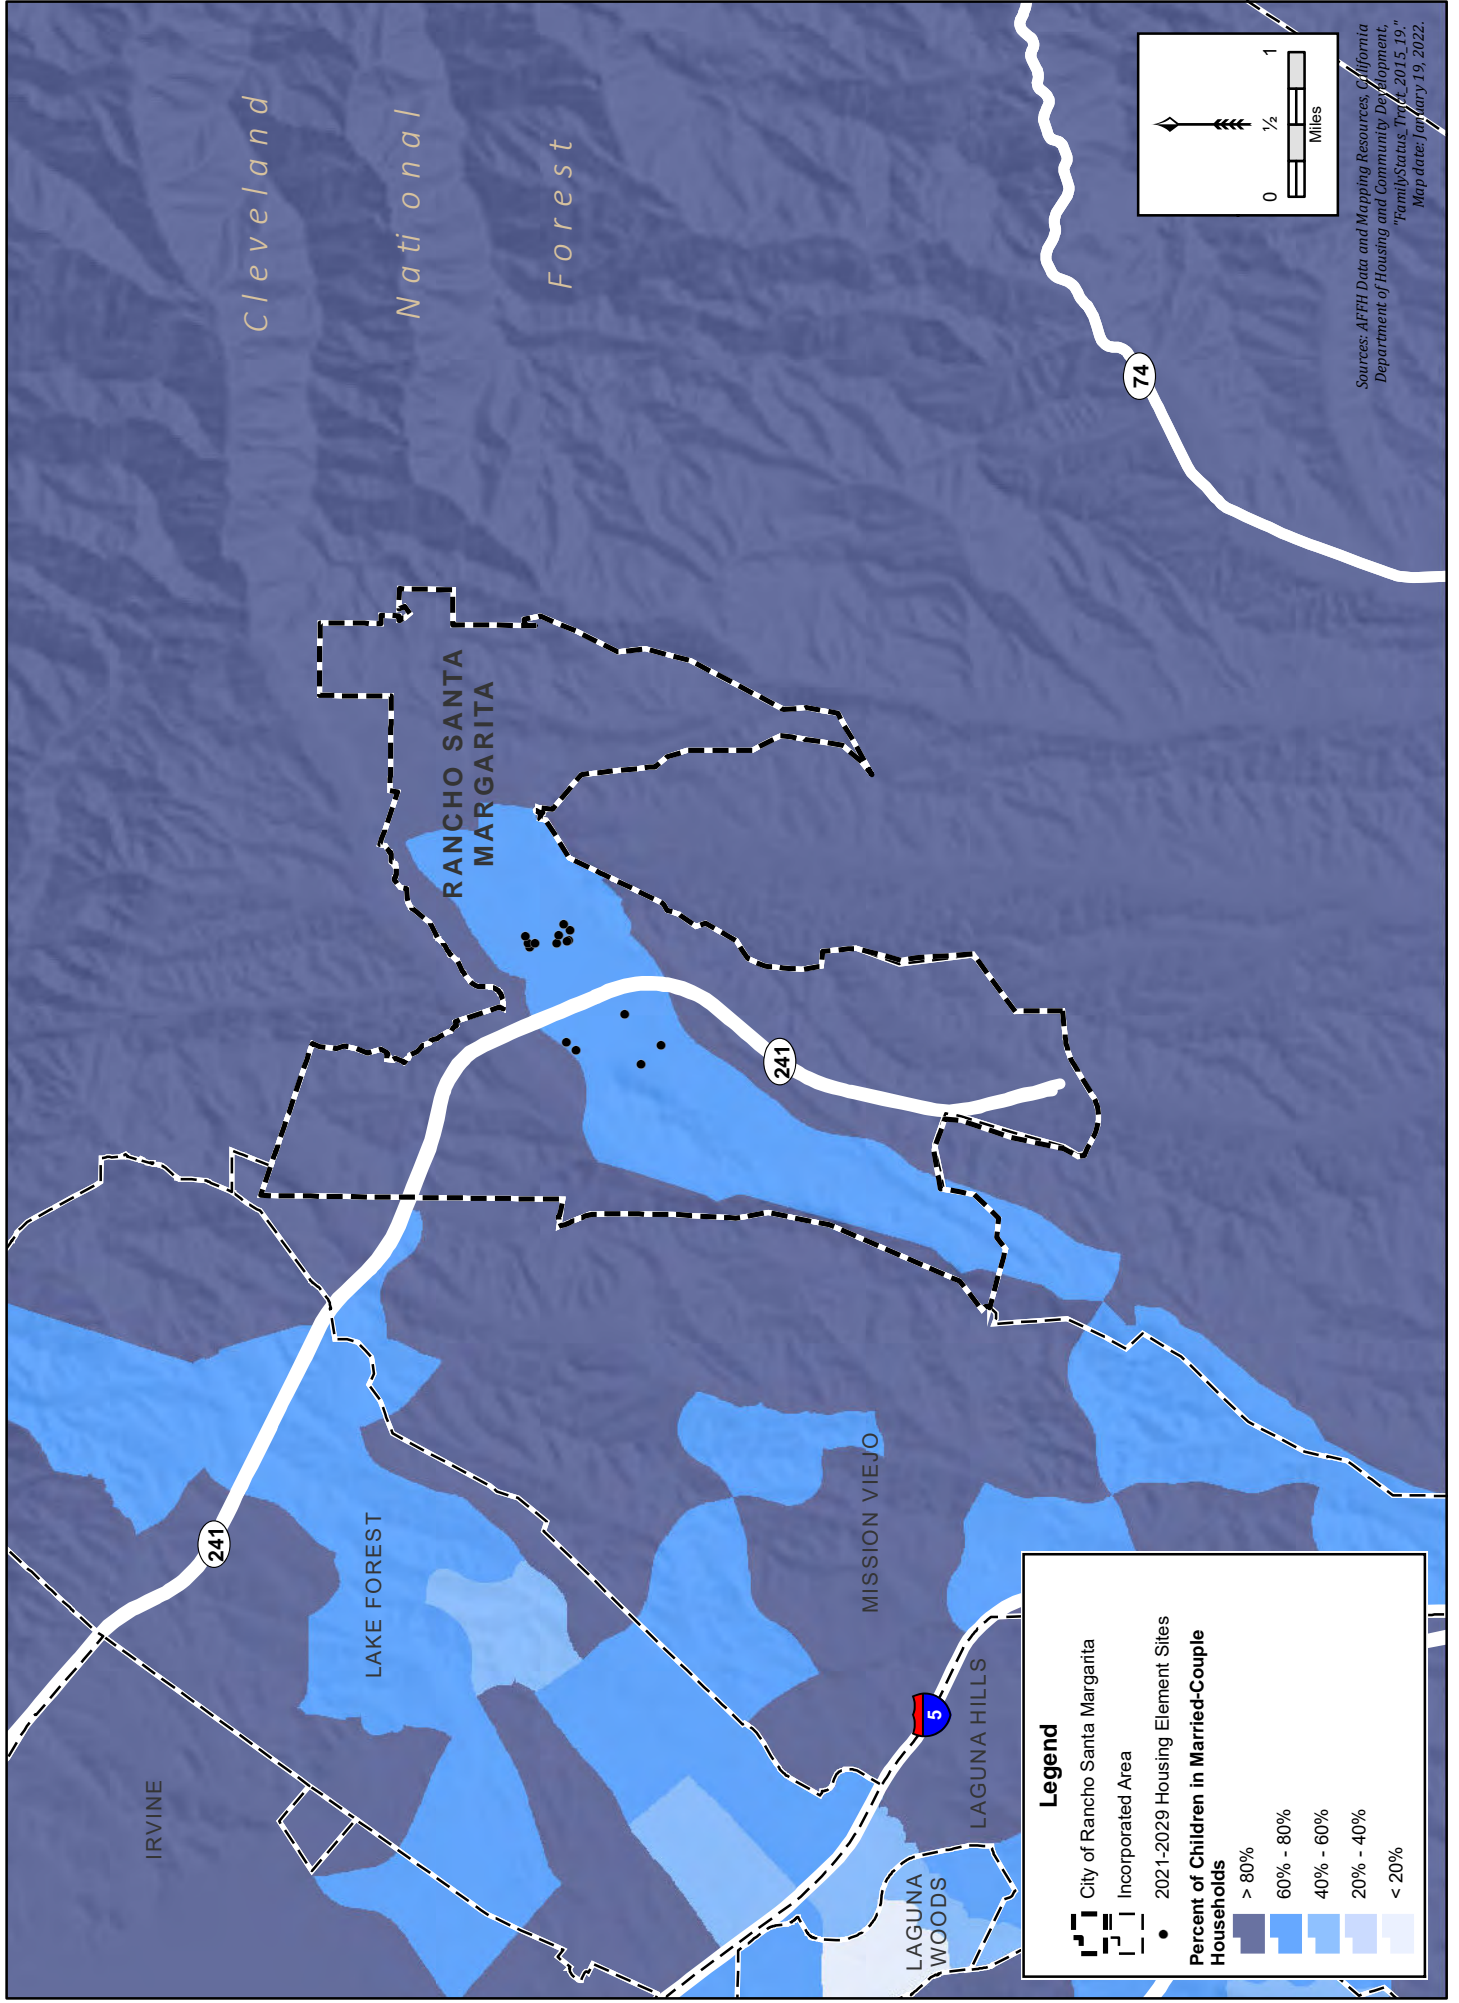 Cleveland
National
Forest
RANCHO SANTA
MARGARITA
IRVINE
LAKE FOREST
MISSION VIEJO
LAGUNA HILLS
LAGUNA
WOODS
241
241
74
5
Legend
City of Rancho Santa Margarita
Incorporated Area
2021-2029 Housing Element Sites
Percent of Children in Married-Couple
Households
> 80%
60% - 80%
40% - 60%
20% - 40%
< 20%
0 ½ 1
Miles
Sources: AFFH Data and Mapping Resources, California
Department of Housing and Community Development,
"FamilyStatus_Tract_2015_19."
Map date: January 19, 2022.